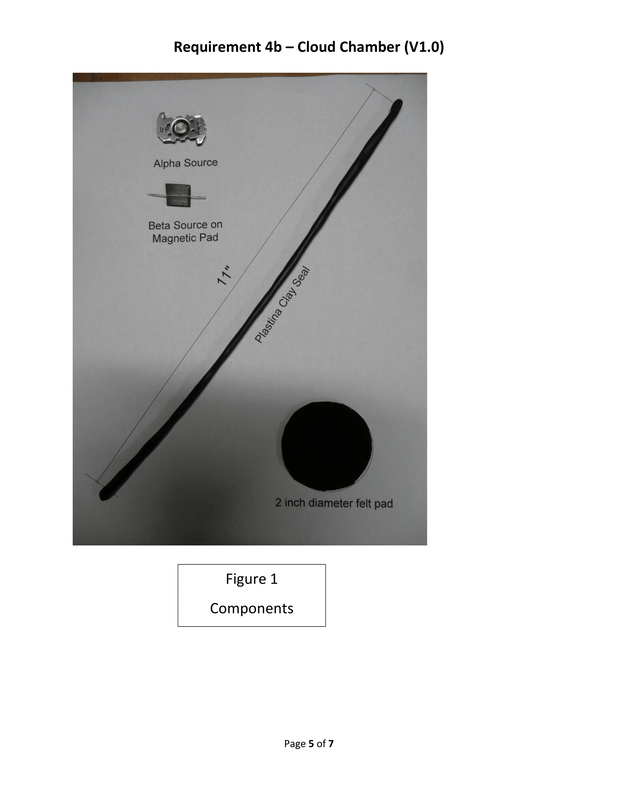 Requirement 4b – Cloud Chamber (V1.0)
Alpha Source
Beta Source on
Magnetic Pad
11"
Plastina Clay Seal
2 inch diameter felt pad
Figure 1
Components
Page 5 of 7